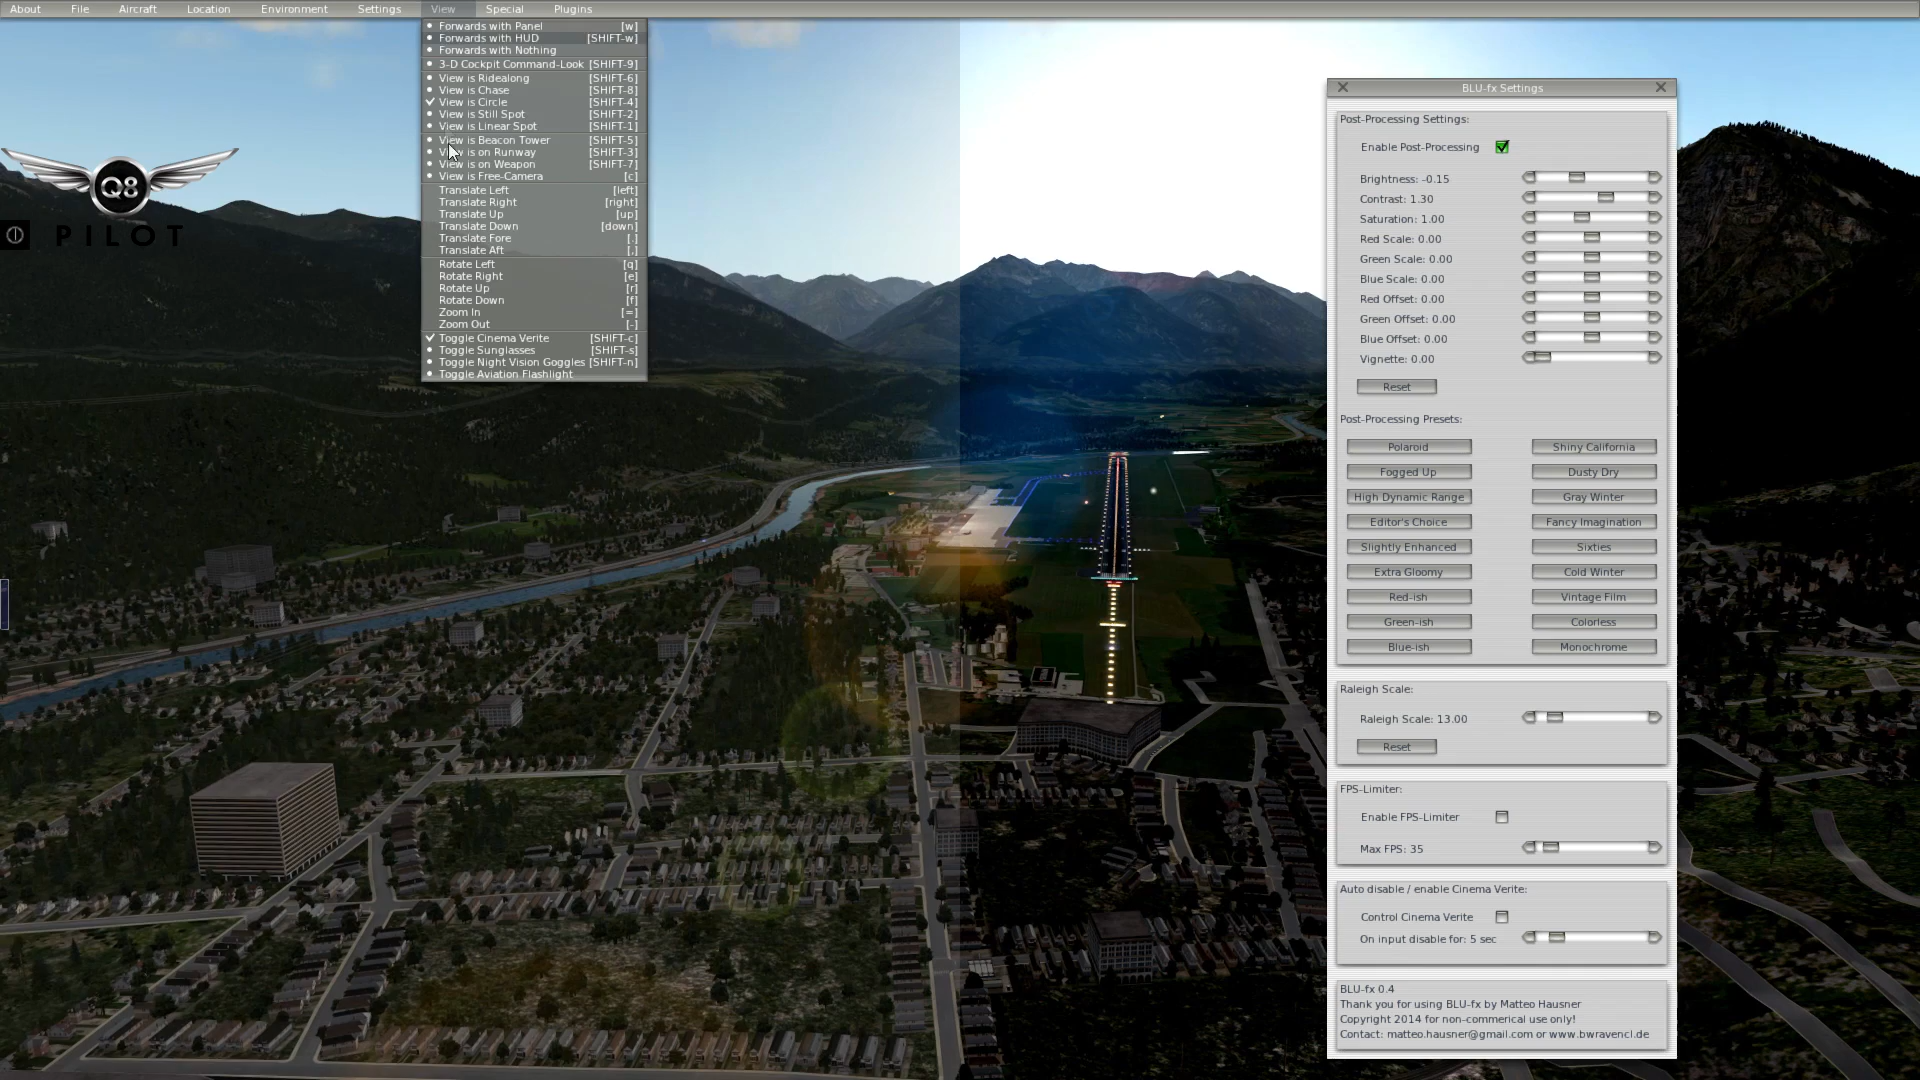 About File Aircraft Location Environment Settings View Special Plugins
Forwards with Panel [w]
Forwards with HUD [SHIFT-w]
Forwards with Nothing
3-D Cockpit Command-Look [SHIFT-9]
View is Ridealong [SHIFT-6]
View is Chase [SHIFT-8]
View is Circle [SHIFT-4]
View is Still Spot [SHIFT-2]
View is Linear Spot [SHIFT-1]
View is Beacon Tower [SHIFT-5]
View is on Runway [SHIFT-3]
View is on Weapon [SHIFT-7]
View is Free-Camera [c]
Translate Left [left]
Translate Right [right]
Translate Up [up]
Translate Down [down]
Translate Fore [.]
Translate Aft [,]
Rotate Left [q]
Rotate Right [e]
Rotate Up [r]
Rotate Down [f]
Zoom In [=]
Zoom Out [-]
Toggle Cinema Verite [SHIFT-c]
Toggle Sunglasses [SHIFT-s]
Toggle Night Vision Goggles [SHIFT-n]
Toggle Aviation Flashlight
Q8
PILOT
BLU-fx Settings
Post-Processing Settings:
Enable Post-Processing
Brightness: -0.15
Contrast: 1.30
Saturation: 1.00
Red Scale: 0.00
Green Scale: 0.00
Blue Scale: 0.00
Red Offset: 0.00
Green Offset: 0.00
Blue Offset: 0.00
Vignette: 0.00
Reset
Post-Processing Presets:
Polaroid Shiny California
Fogged Up Dusty Dry
High Dynamic Range Gray Winter
Editor's Choice Fancy Imagination
Slightly Enhanced Sixties
Extra Gloomy Cold Winter
Red-ish Vintage Film
Green-ish Colorless
Blue-ish Monochrome
Raleigh Scale:
Raleigh Scale: 13.00
Reset
FPS-Limiter:
Enable FPS-Limiter
Max FPS: 35
Auto disable / enable Cinema Verite:
Control Cinema Verite
On input disable for: 5 sec
BLU-fx 0.4
Thank you for using BLU-fx by Matteo Hausner
Copyright 2014 for non-commerical use only!
Contact: matteo.hausner@gmail.com or www.bwravencl.de